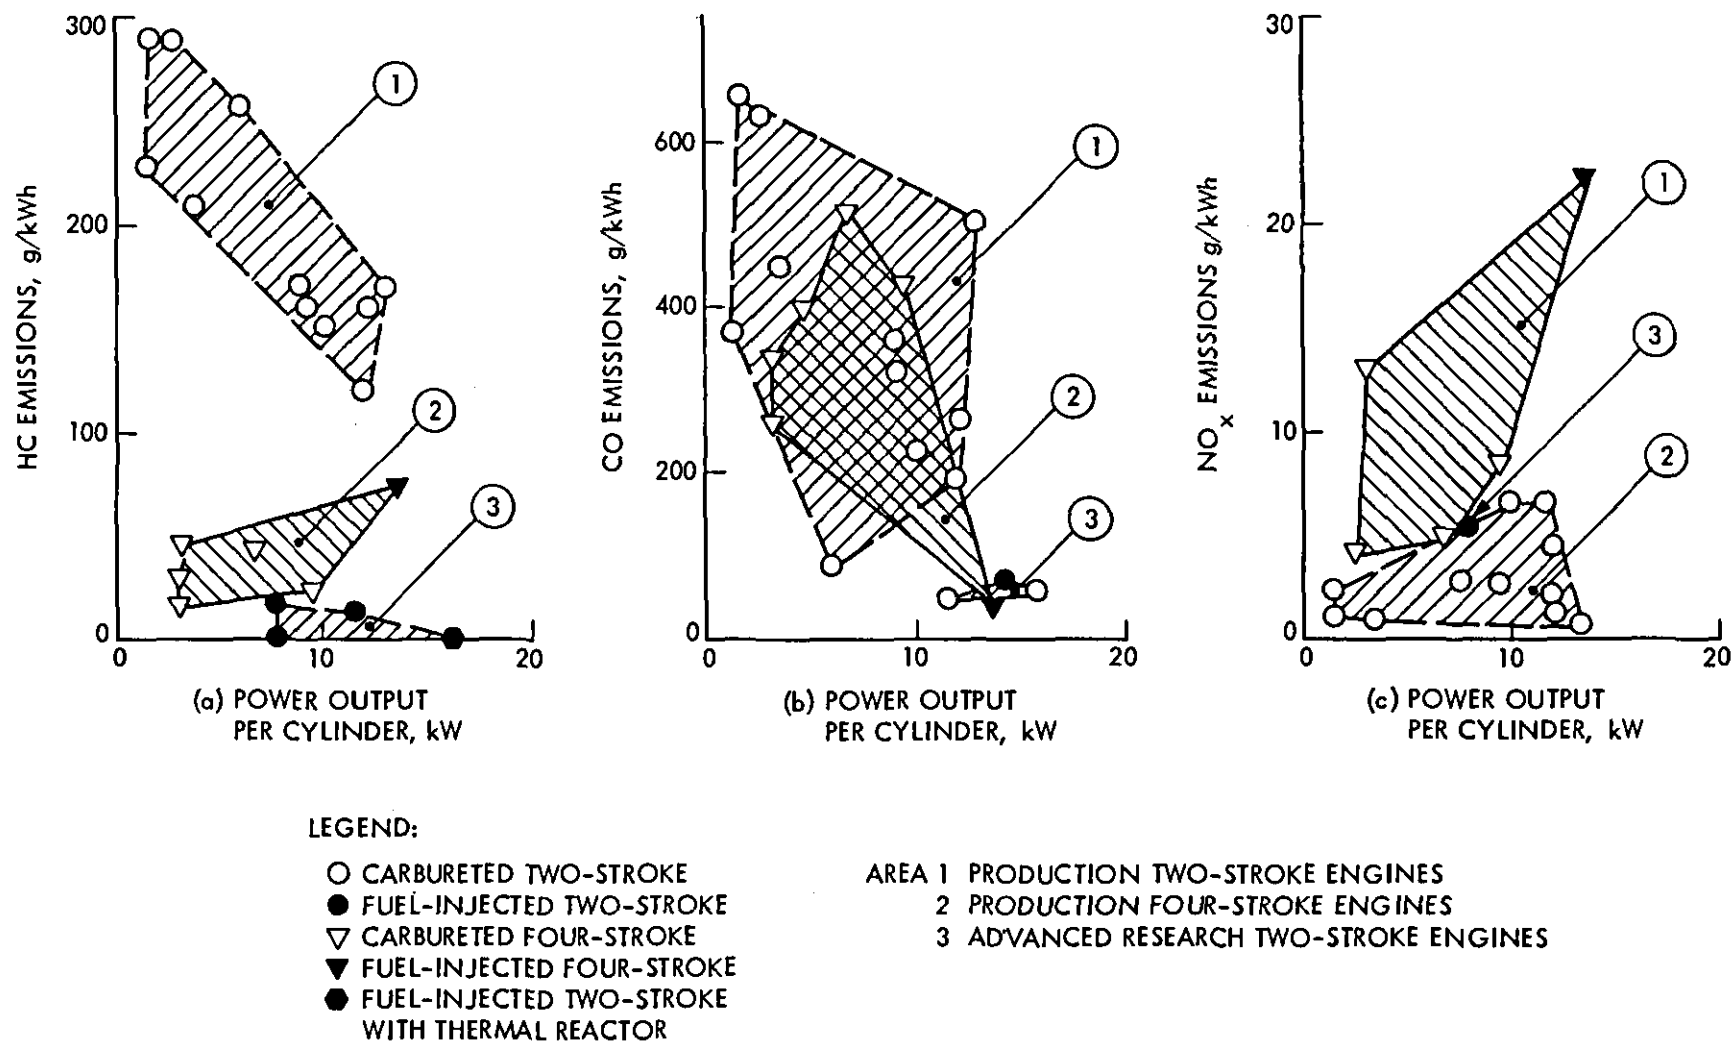 300
200
100
0
HC EMISSIONS, g/kWh
1
2
3
0 10 20
(a) POWER OUTPUT
PER CYLINDER, kW
600
400
200
0
CO EMISSIONS, g/kWh
1
2
3
0 10 20
(b) POWER OUTPUT
PER CYLINDER, kW
30
20
10
0
NOx EMISSIONS g/kWh
1
3
2
0 10 20
(c) POWER OUTPUT
PER CYLINDER, kW
LEGEND:
CARBURETED TWO-STROKE
FUEL-INJECTED TWO-STROKE
CARBURETED FOUR-STROKE
FUEL-INJECTED FOUR-STROKE
FUEL-INJECTED TWO-STROKE
WITH THERMAL REACTOR
AREA 1 PRODUCTION TWO-STROKE ENGINES
2 PRODUCTION FOUR-STROKE ENGINES
3 ADVANCED RESEARCH TWO-STROKE ENGINES